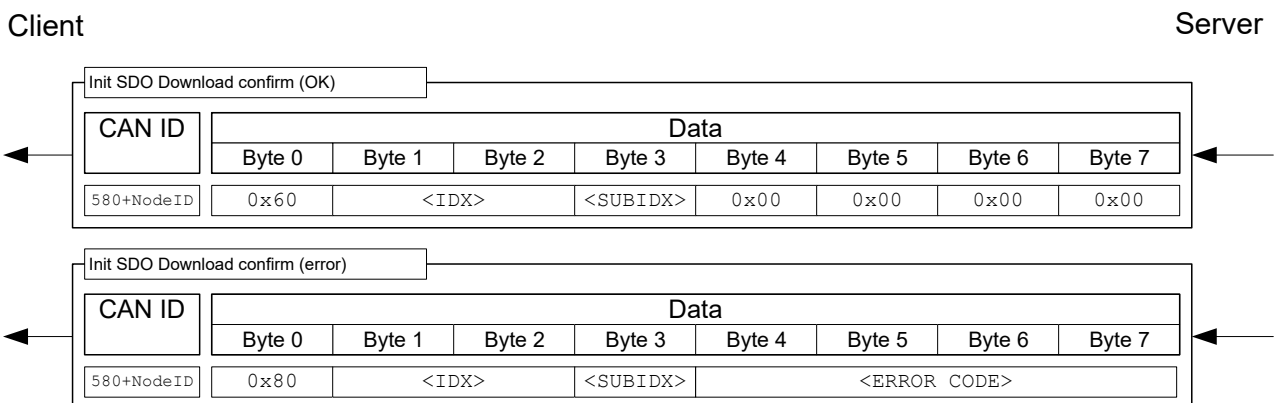 Client Server
Init SDO Download confirm (OK)
CAN ID Data
Byte 0 Byte 1 Byte 2 Byte 3 Byte 4 Byte 5 Byte 6 Byte 7
580+NodeID 0x60 <IDX> <SUBIDX> 0x00 0x00 0x00 0x00
Init SDO Download confirm (error)
CAN ID Data
Byte 0 Byte 1 Byte 2 Byte 3 Byte 4 Byte 5 Byte 6 Byte 7
580+NodeID 0x80 <IDX> <SUBIDX> <ERROR CODE>